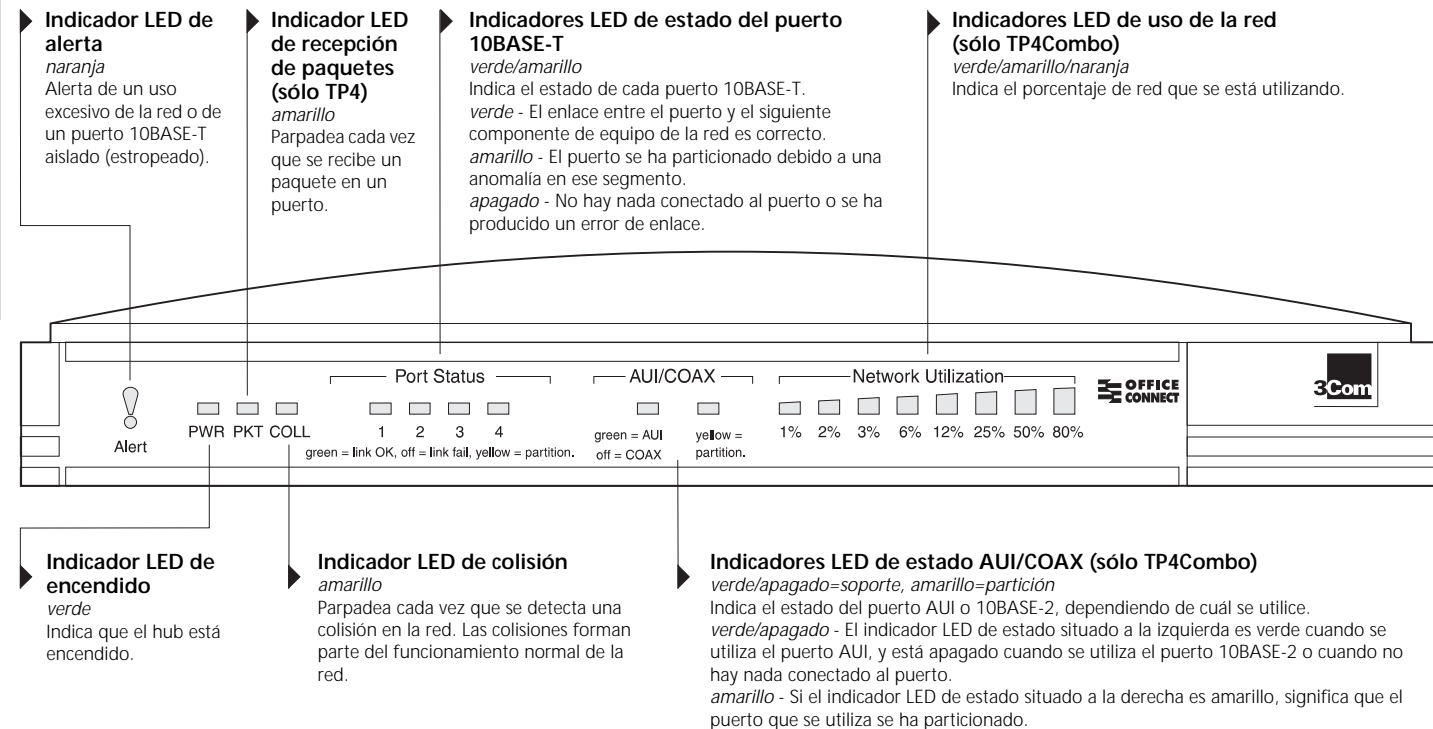 Indicador LED de
alerta
naranja
Alerta de un uso
excesivo de la red o de
un puerto 10BASE-T
aislado (estropeado).
Indicador LED
de recepción
de paquetes
(sólo TP4)
amarillo
Parpadea cada vez
que se recibe un
paquete en un
puerto.
Indicadores LED de estado del puerto
10BASE-T
verde/amarillo
Indica el estado de cada puerto 10BASE-T.
verde - El enlace entre el puerto y el siguiente
componente de equipo de la red es correcto.
amarillo - El puerto se ha particionado debido a una
anomalía en ese segmento.
apagado - No hay nada conectado al puerto o se ha
producido un error de enlace.
Indicadores LED de uso de la red
(sólo TP4Combo)
verde/amarillo/naranja
Indica el porcentaje de red que se está utilizando.
Port Status
AUI/COAX
Network Utilization
OFFICE
CONNECT
3Com
Alert
PWR PKT COLL
1 2 3 4
green = link OK, off = link fail, yellow = partition.
green = AUI
off = COAX
yellow =
partition.
1% 2% 3% 6% 12% 25% 50% 80%
Indicador LED de
encendido
verde
Indica que el hub está
encendido.
Indicador LED de colisión
amarillo
Parpadea cada vez que se detecta una
colisión en la red. Las colisiones forman
parte del funcionamiento normal de la
red.
Indicadores LED de estado AUI/COAX (sólo TP4Combo)
verde/apagado=soporte, amarillo=partición
Indica el estado del puerto AUI o 10BASE-2, dependiendo de cuál se utilice.
verde/apagado - El indicador LED de estado situado a la izquierda es verde cuando se
utiliza el puerto AUI, y está apagado cuando se utiliza el puerto 10BASE-2 o cuando no
hay nada conectado al puerto.
amarillo - Si el indicador LED de estado situado a la derecha es amarillo, significa que el
puerto que se utiliza se ha particionado.